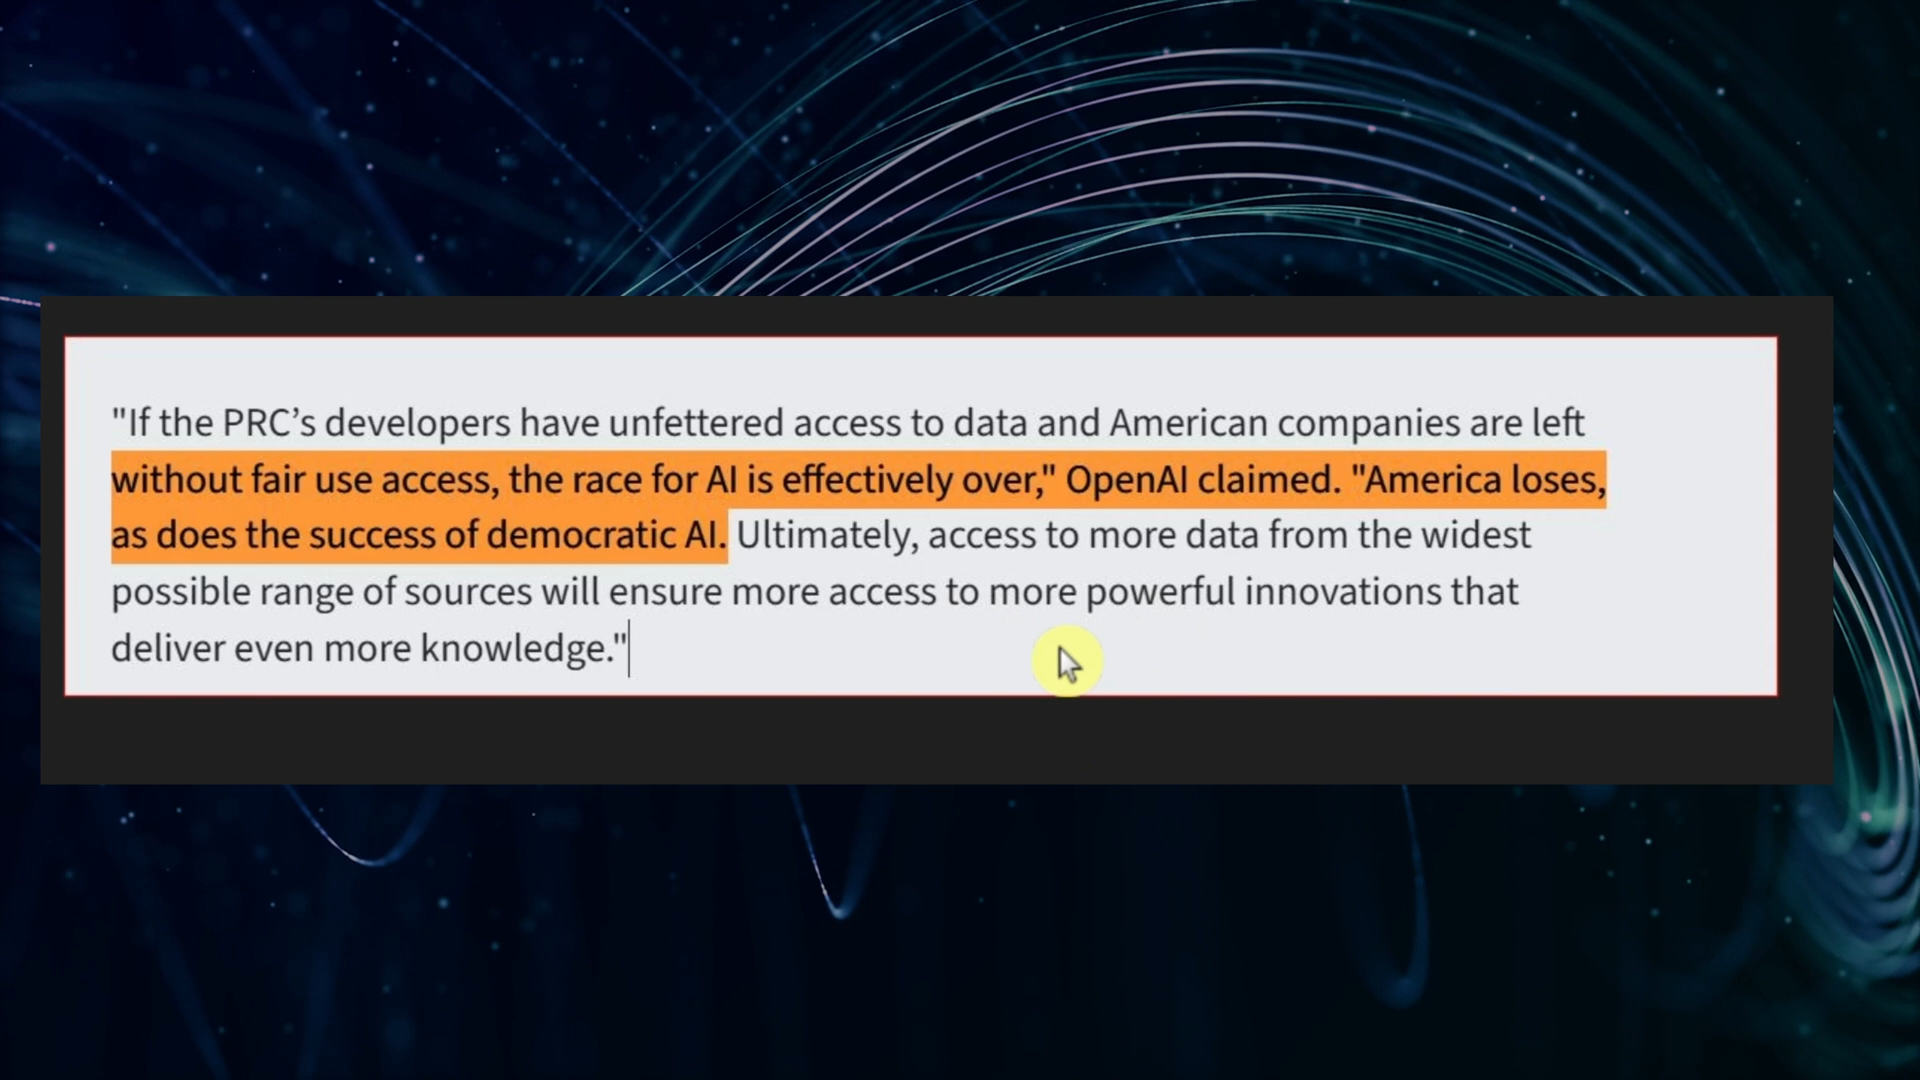 "If the PRC’s developers have unfettered access to data and American companies are left
without fair use access, the race for AI is effectively over," OpenAI claimed. "America loses,
as does the success of democratic AI. Ultimately, access to more data from the widest
possible range of sources will ensure more access to more powerful innovations that
deliver even more knowledge."